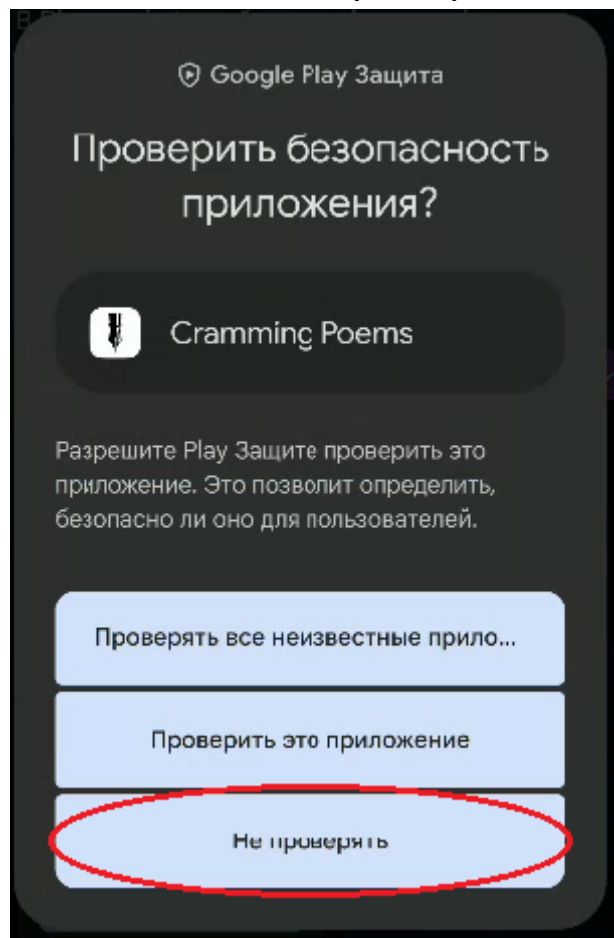 Google Play Защита
Проверить безопасность
приложения?
Cramming Poems
Разрешите Play Защите проверить это
приложение. Это позволит определить,
безопасно ли оно для пользователей.
Проверять все неизвестные прило...
Проверить это приложение
Не проверять